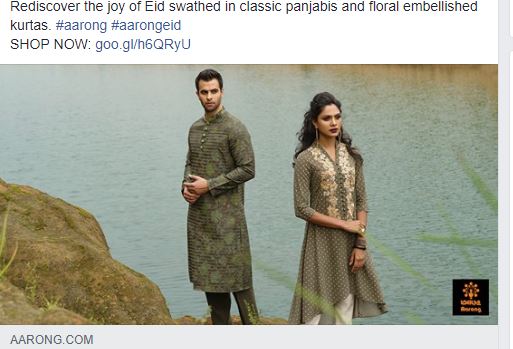 Rediscover the joy of Eid swathed in classic panjabis and floral embellished
kurtas. #aarong #aarongeid
SHOP NOW: goo.gl/h6QRyU
আড়ং
Aarong
AARONG.COM